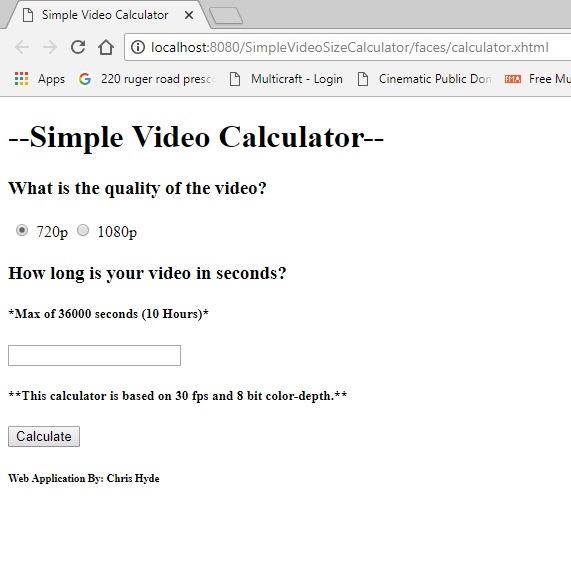 Simple Video Calculator
localhost:8080/SimpleVideoSizeCalculator/faces/calculator.xhtml
Apps 220 ruger road presc Multicraft - Login Cinematic Public Don Free Mu
--Simple Video Calculator--
What is the quality of the video?
720p 1080p
How long is your video in seconds?
*Max of 36000 seconds (10 Hours)*
**This calculator is based on 30 fps and 8 bit color-depth.**
Calculate
Web Application By: Chris Hyde